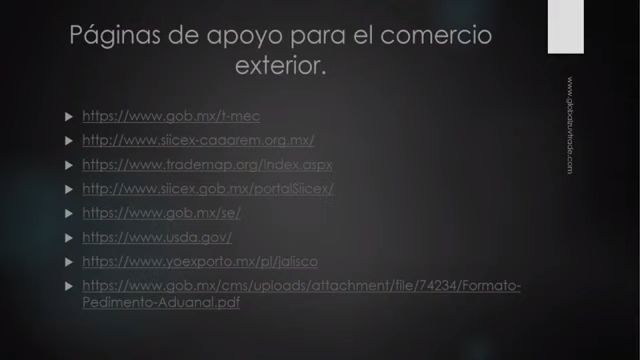 Páginas de apoyo para el comercio
exterior.
https://www.gob.mx/t-mec
http://www.siicex-caaarem.org.mx/
https://www.trademap.org/Index.aspx
http://www.siicex.gob.mx/portalSiicex/
https://www.gob.mx/se/
https://www.usda.gov/
https://www.yoexporto.mx/pl/jalisco
https://www.gob.mx/cms/uploads/attachment/file/74234/Formato-
Pedimento-Aduanal.pdf